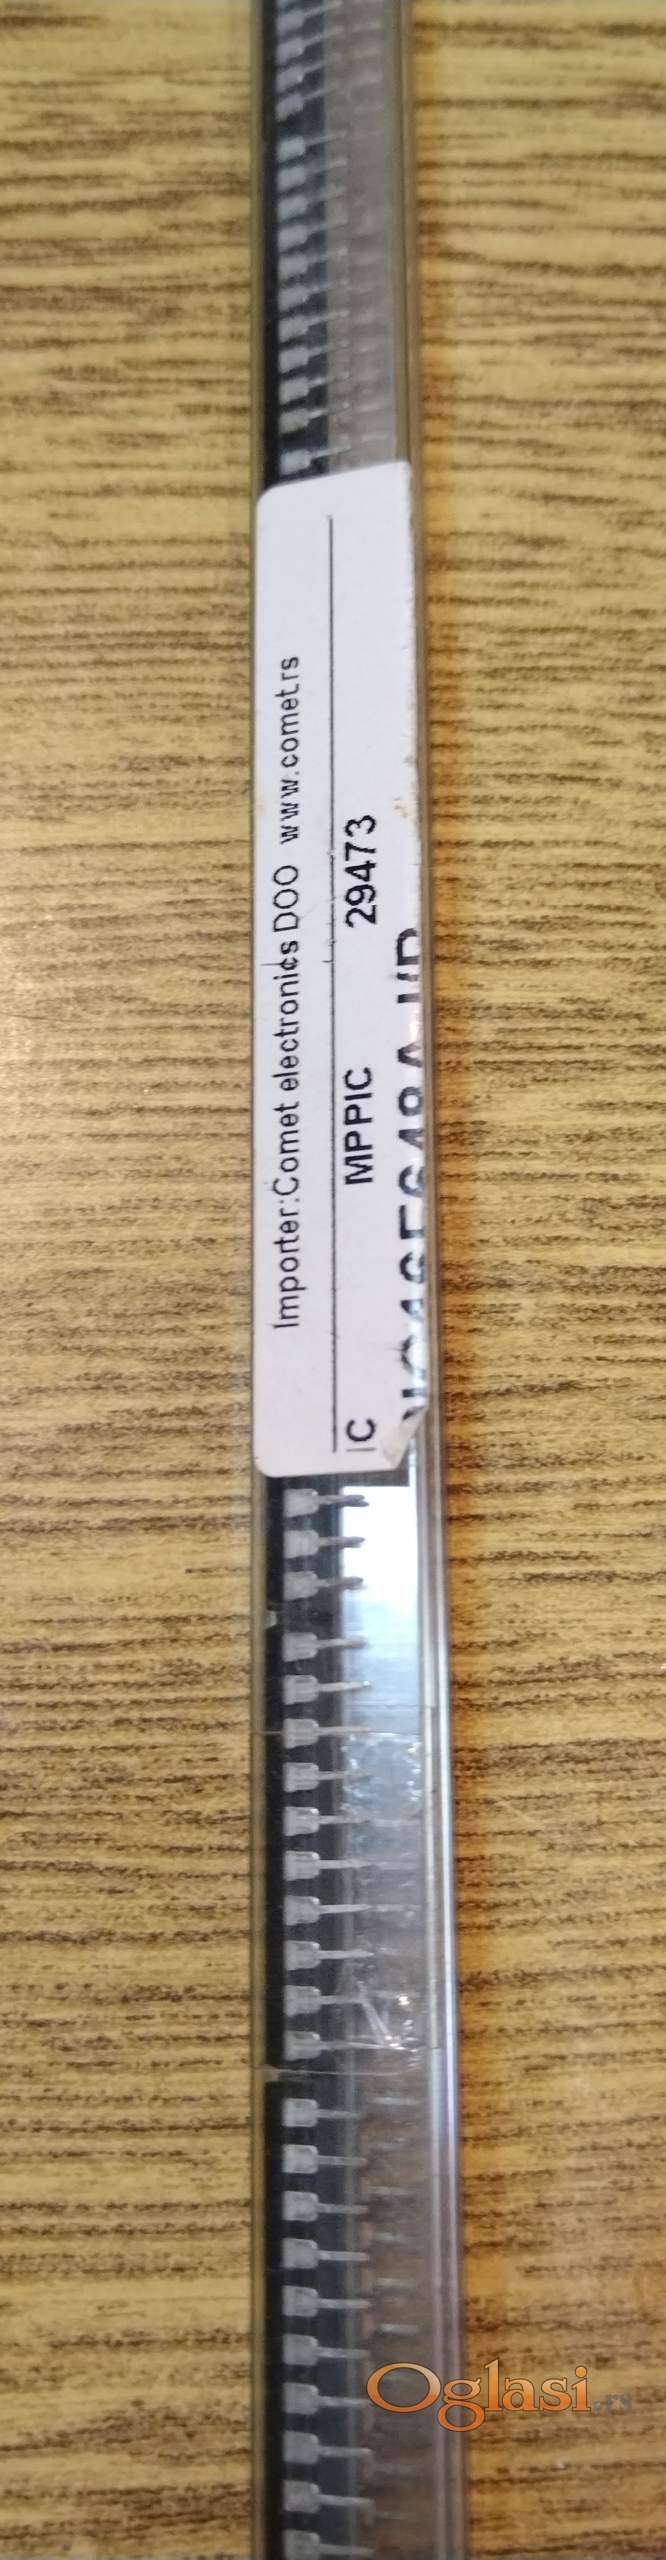 Importer:Comet electronics DOO www.comet.rs
IC MPPIC 29473
Oglasi.rs